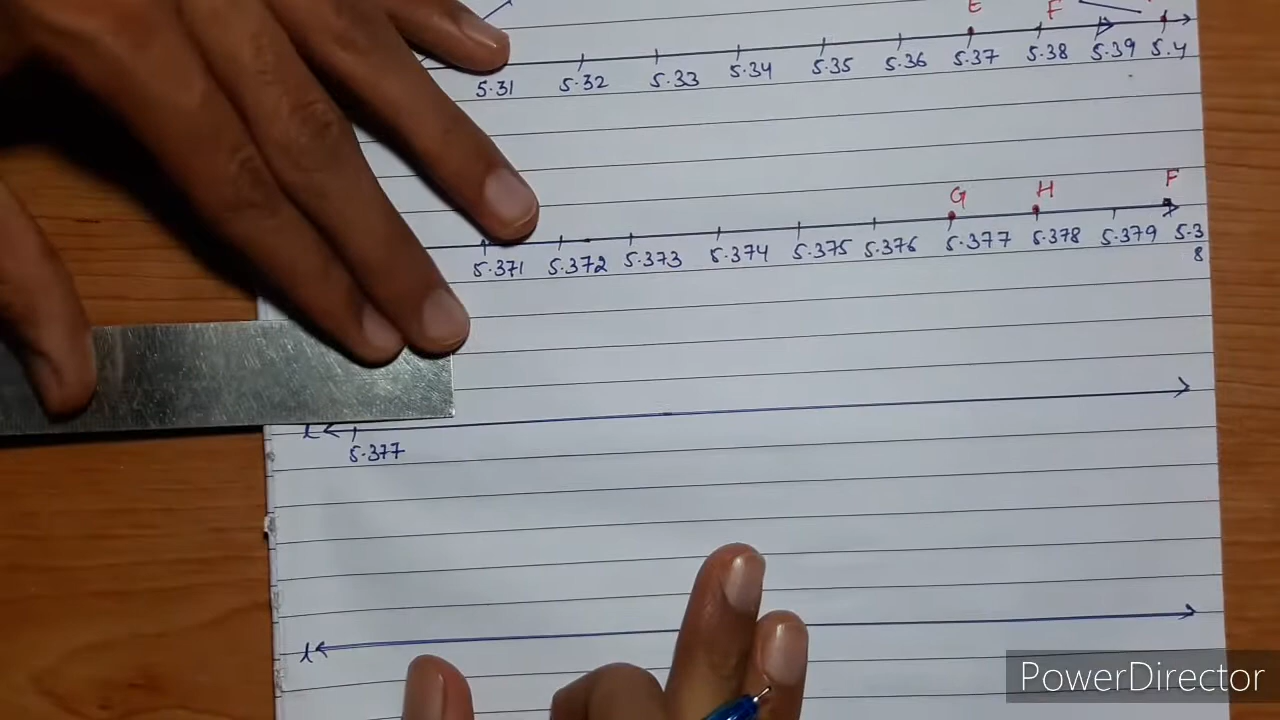 E F
5.31 5.32 5.33 5.34 5.35 5.36 5.37 5.38 5.39 5.4
G H F
5.371 5.372 5.373 5.374 5.375 5.376 5.377 5.378 5.379 5.3
8
l
5.377
l
PowerDirector